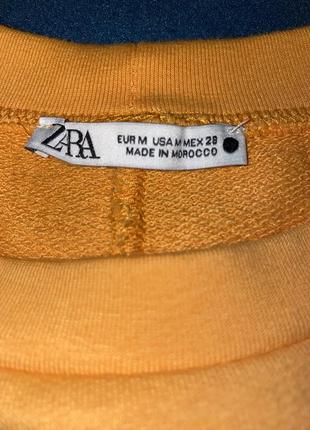 ZARA
EUR M USA M MEX 28
MADE IN MOROCCO